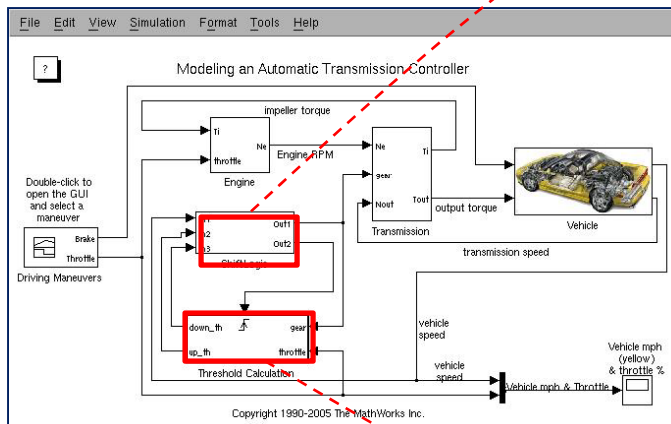 File Edit View Simulation Format Tools Help
?
Modeling an Automatic Transmission Controller
impeller torque
Ti
throttle
Ne
Engine
Engine RPM
Ne
gear
Nout
Ti
Tout
Transmission
output torque
Vehicle
transmission speed
Double-click to
open the GUI
and select a
maneuver
Brake
Throttle
Driving Maneuvers
Out1
Out2
down_th
up_th
gear
throttle
Threshold Calculation
vehicle
speed
vehicle
speed
Vehicle mph & Throttle
Vehicle mph
(yellow)
& throttle %
Copyright 1990-2005 The MathWorks Inc.